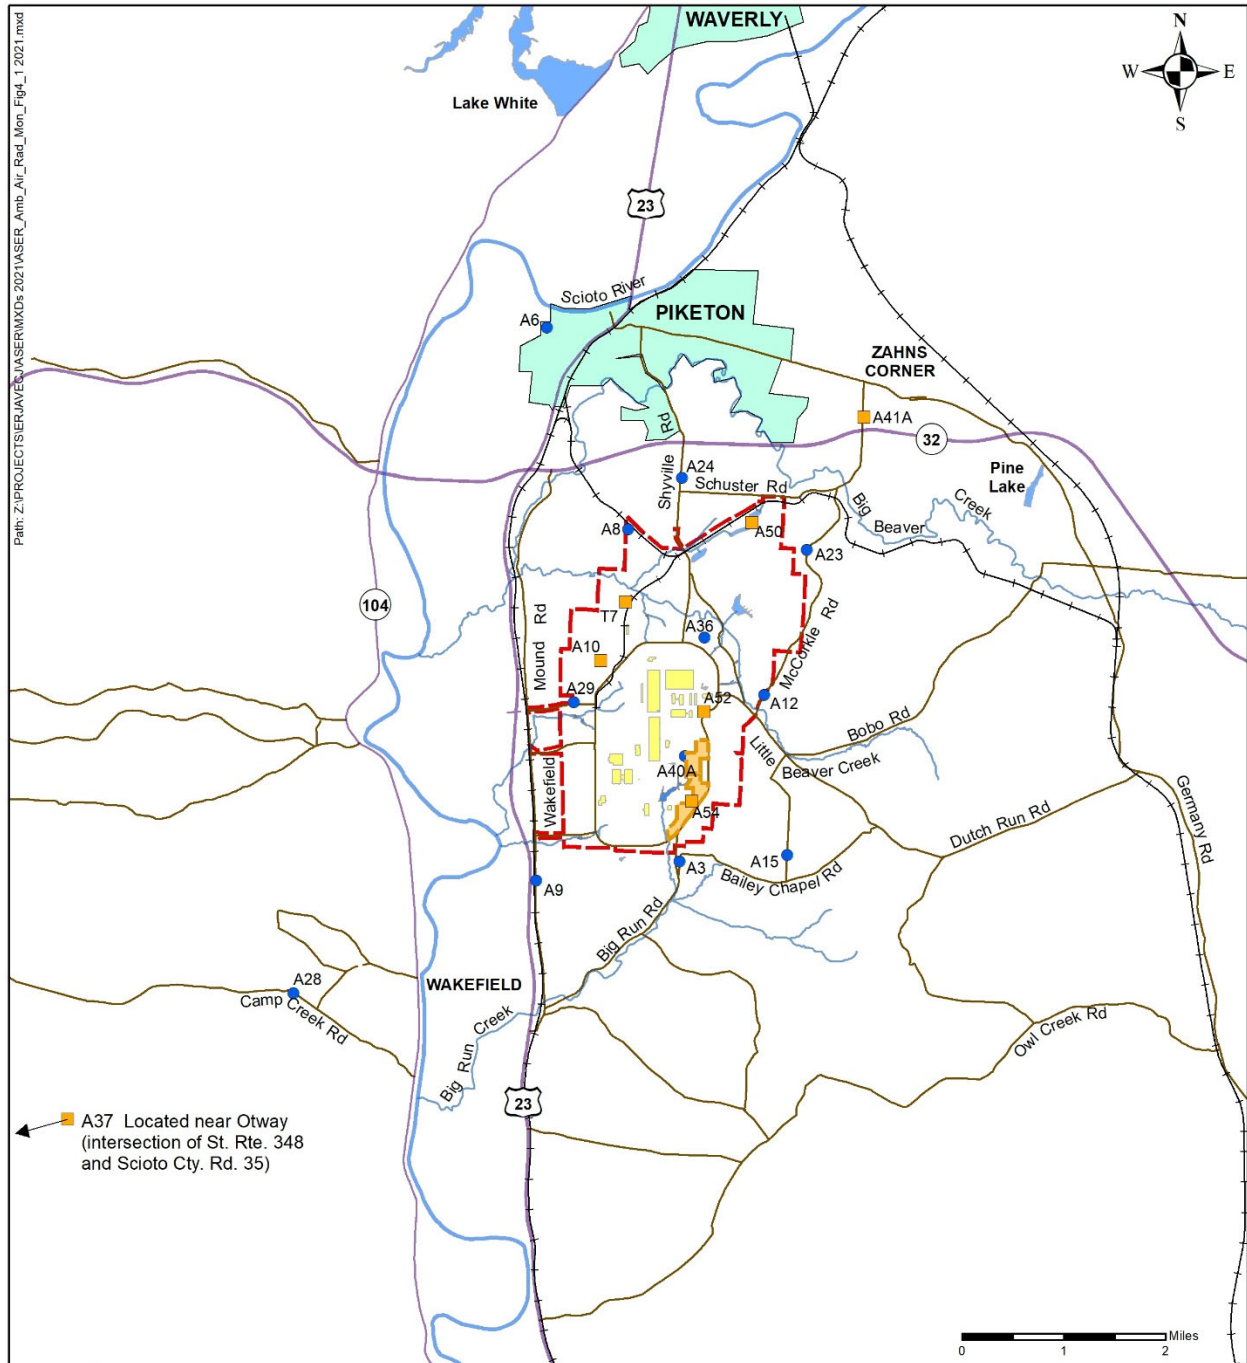 Path: Z:\PROJECTS\ERJAVECJ\ASER\MXDs 2021\ASER_Amb_Air_Rad_Mon_Fig4_1 2021.mxd
WAVERLY
N
W
E
S
Lake White
23
Scioto River
PIKETON
A6
ZAHNS
CORNER
A41A
32
Shyville Rd
A24
Schuster Rd
Pine
Lake
Big Beaver Creek
A8
A50
A23
104
T7
Mound Rd
A36
McCorkle Rd
A10
A29
A52
A12
Bobo Rd
Little
Beaver Creek
A40A
Wakefield
A54
Germany Rd
Dutch Run Rd
A15
A3
Bailey Chapel Rd
A9
Big Run Rd
A28
WAKEFIELD
Camp Creek Rd
Big Run Creek
Owl Creek Rd
23
A37 Located near Otway
(intersection of St. Rte. 348
and Scioto Cty. Rd. 35)
Miles
0 1 2